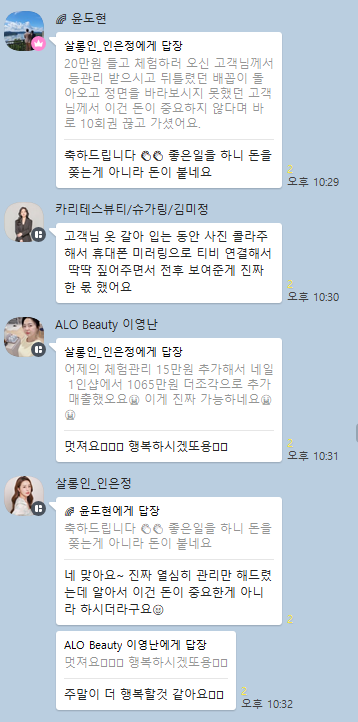 윤도현
살롱인_인은정에게 답장
20만원 들고 체험하러 오신 고객님께서
등관리 받으시고 뒤틀렸던 배꼽이 돌
아오고 정면을 바라보시지 못했던 고객
님께서 이건 돈이 중요하지 않다며 바
로 10회권 끊고 가셨어요.
축하드립니다 👏👏 좋은일을 하니 돈을
쫒는게 아니라 돈이 붙네요
2
오후 10:29
카리테스뷰티/슈가링/김미정
고객님 옷 갈아 입는 동안 사진 콜라주
해서 휴대폰 미러링으로 티비 연결해서
딱딱 짚어주면서 전후 보여준게 진짜
한 몫 했어요
2
오후 10:30
ALO Beauty 이영난
살롱인_인은정에게 답장
어제의 체험관리 15만원 추가해서 네일
1인샵에서 1065만원 더조각으로 추가
매출했오요😭 이게 진짜 가능하네요😭
😭
멋져요▯▯▯ 행복하시겠또용▯▯
2
오후 10:31
살롱인_인은정
윤도현에게 답장
축하드립니다 👏👏 좋은일을 하니 돈을
쫒는게 아니라 돈이 붙네요
네 맞아요~ 진짜 열심히 관리만 해드렸
는데 알아서 이건 돈이 중요한게 아니
라 하시더라구요😆
2
ALO Beauty 이영난에게 답장
멋져요▯▯▯ 행복하시겠또용▯▯
주말이 더 행복할것 같아요▯▯
2
오후 10:32